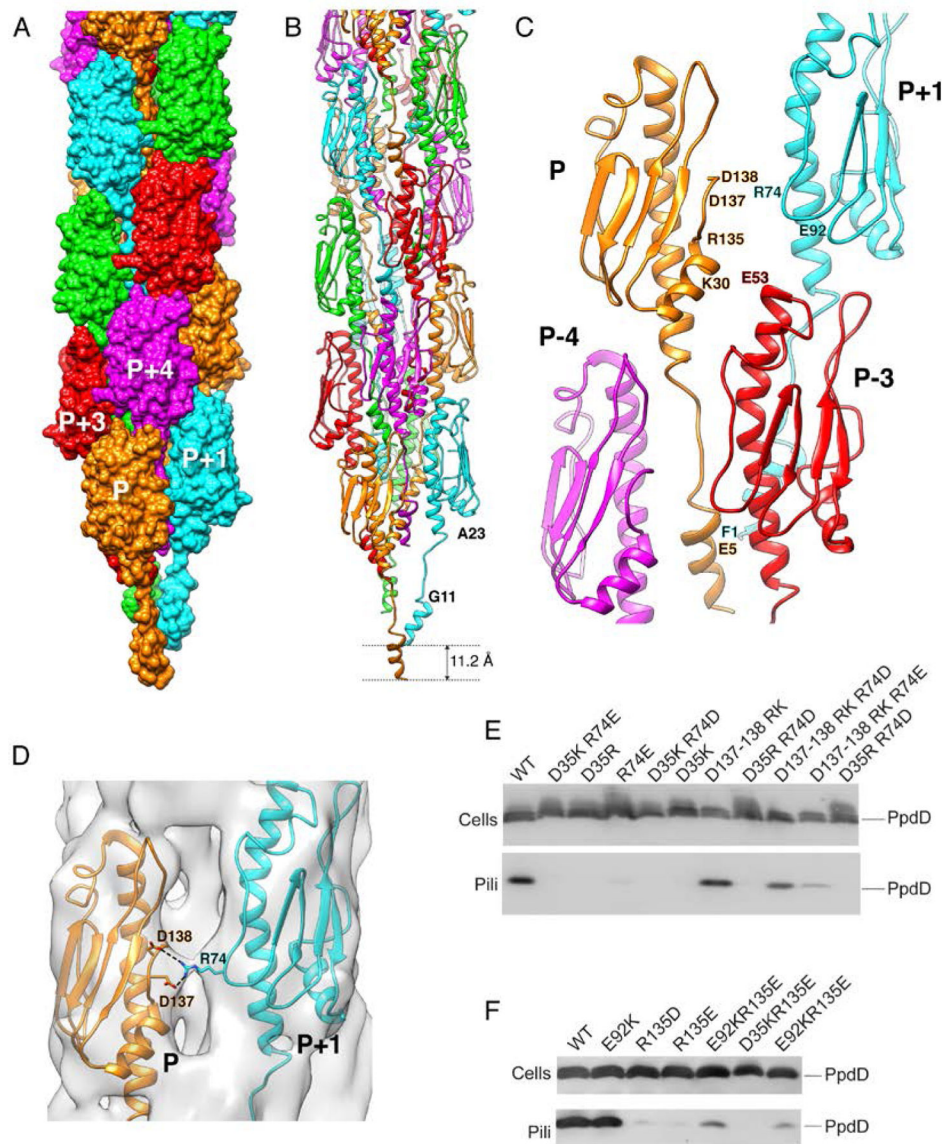 A
B
C
P+4
P+3
P
P+1
A23
G11
11.2 Å
P+1
P
D138
R74
D137
E92
R135
K30
E53
P-4
P-3
F1
E5
D
D138
R74
D137
P
P+1
E
WT
D35K R74E
D35R
R74E
D35K R74D
D35K
D137-138 RK
D35R R74D
D137-138 RK R74D
D137-138 RK R74E
D35R R74D
Cells
PpdD
Pili
PpdD
F
WT
E92K
R135D
R135E
E92KR135E
D35KR135E
E92KR135E
Cells
PpdD
Pili
PpdD